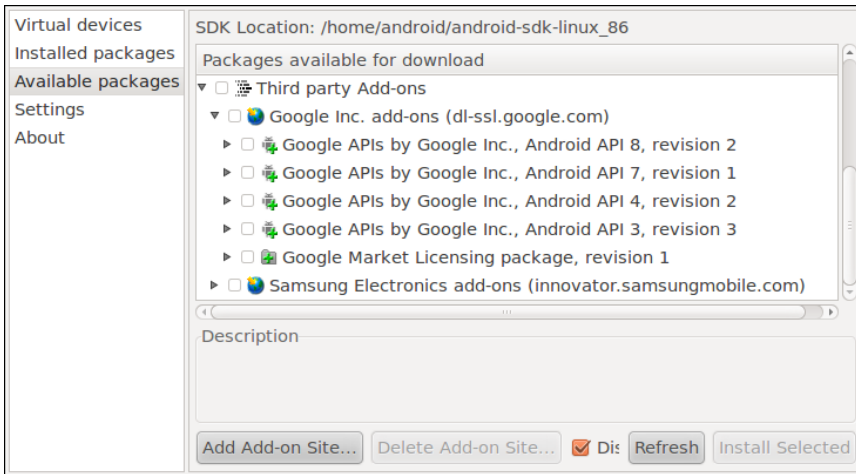 Virtual devices
Installed packages
Available packages
Settings
About
SDK Location: /home/android/android-sdk-linux_86
Packages available for download
Third party Add-ons
Google Inc. add-ons (dl-ssl.google.com)
Google APIs by Google Inc., Android API 8, revision 2
Google APIs by Google Inc., Android API 7, revision 1
Google APIs by Google Inc., Android API 4, revision 2
Google APIs by Google Inc., Android API 3, revision 3
Google Market Licensing package, revision 1
Samsung Electronics add-ons (innovator.samsungmobile.com)
Description
Add Add-on Site... Delete Add-on Site... Dis Refresh Install Selected